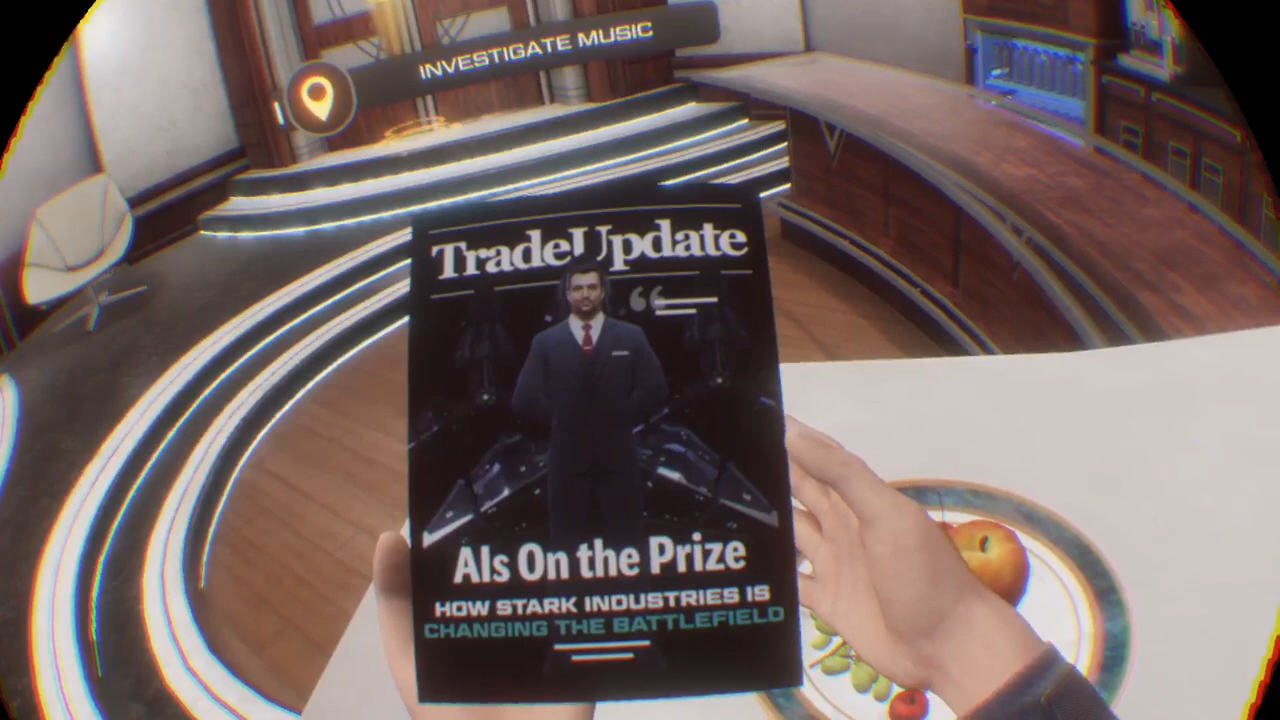 INVESTIGATE MUSIC
TradeUpdate
“
AIs On the Prize
HOW STARK INDUSTRIES IS
CHANGING THE BATTLEFIELD